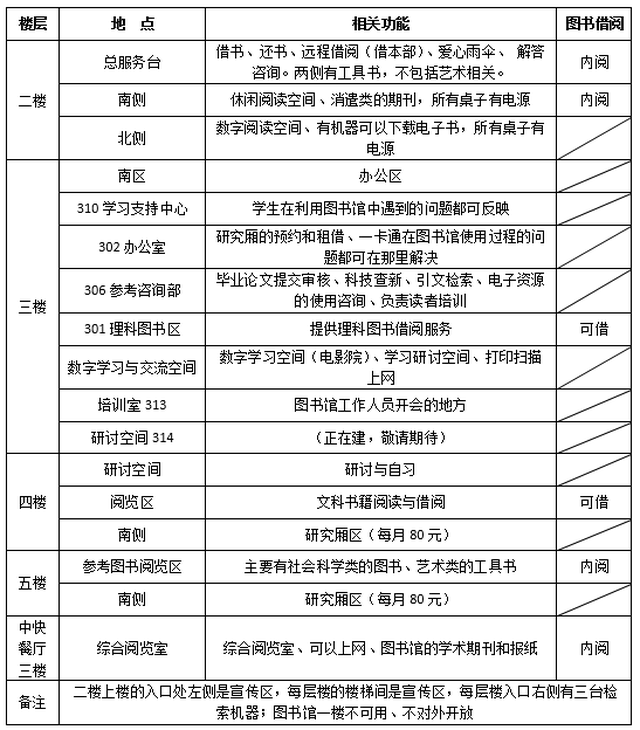 楼层 地 点 相关功能 图书借阅
二楼
总服务台
借书、还书、远程借阅（借本部）、爱心雨伞、 解答
咨询。两侧有工具书，不包括艺术相关。
内阅
南侧 休闲阅读空间、消遣类的期刊，所有桌子有电源 内阅
北侧
数字阅读空间、有机器可以下载电子书，所有桌子有
电源
三楼
南区 办公区
310 学习支持中心 学生在利用图书馆中遇到的问题都可反映
302 办公室
研究厢的预约和租借、一卡通在图书馆使用过程的问
题都可在那里解决
306 参考咨询部
毕业论文提交审核、科技查新、引文检索、电子资源
的使用咨询、负责读者培训
301 理科图书区 提供理科图书借阅服务 可借
数字学习与交流空间
数字学习空间（电影院）、学习研讨空间、打印扫描
上网
培训室 313 图书馆工作人员开会的地方
研讨空间 314 （正在建，敬请期待）
四楼
研讨空间 研讨与自习
阅览区 文科书籍阅读与借阅 可借
南侧 研究厢区（每月 80 元）
五楼
参考图书阅览区 主要有社会科学类的图书、艺术类的工具书 内阅
南侧 研究厢区（每月 80 元）
中快
餐厅
三楼
综合阅览室 综合阅览室、可以上网、图书馆的学术期刊和报纸 内阅
备注
二楼上楼的入口处左侧是宣传区，每层楼的楼梯间是宣传区，每层楼入口右侧有三台检
索机器；图书馆一楼不可用、不对外开放